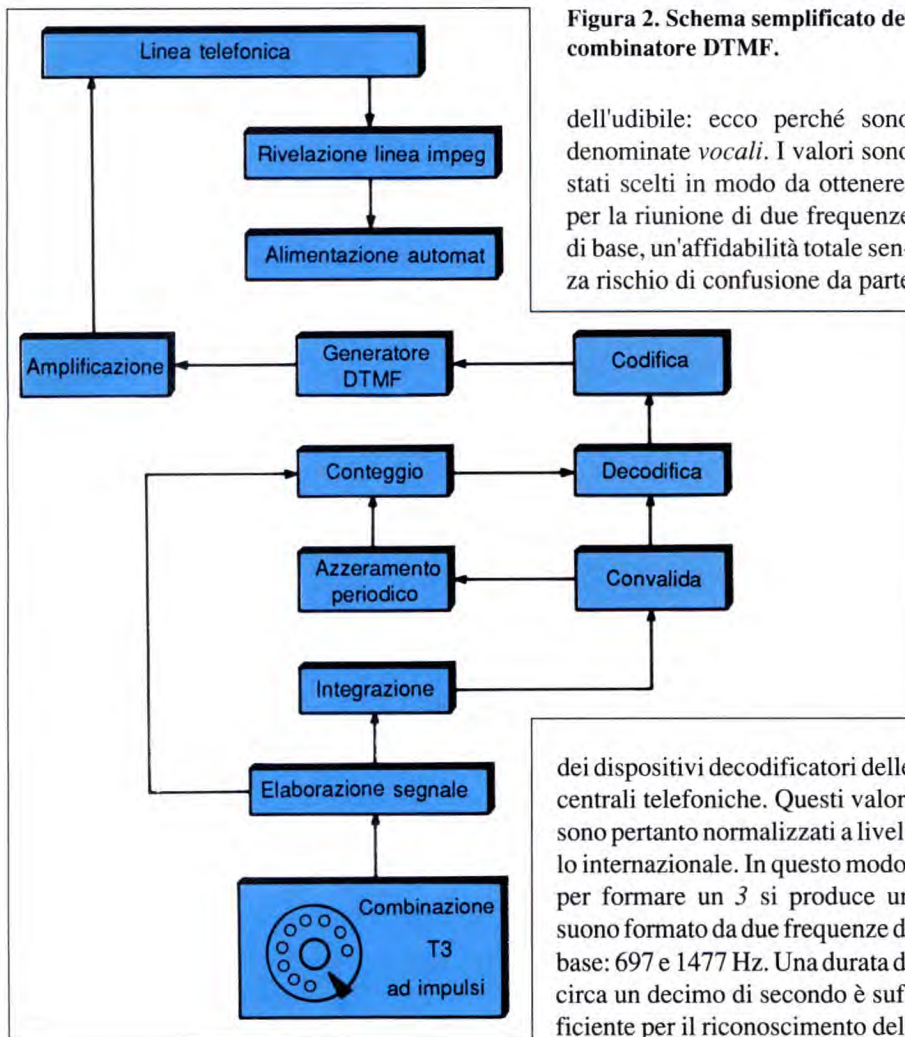 Figura 2. Schema semplificato de
combinatore DTMF.
dell'udibile: ecco perché sono
denominate vocali. I valori sono
stati scelti in modo da ottenere
per la riunione di due frequenze
di base, un'affidabilità totale sen-
za rischio di confusione da parte
Linea telefonica
Rivelazione linea impeg
Alimentazione automat
Amplificazione
Generatore
DTMF
Codifica
Conteggio
Decodifica
Azzeramento
periodico
Convalida
Integrazione
Elaborazione segnale
Combinazione
T3
ad impulsi
dei dispositivi decodificatori delle
centrali telefoniche. Questi valor
sono pertanto normalizzati a livel
lo internazionale. In questo modo
per formare un 3 si produce un
suono formato da due frequenze d
base: 697 e 1477 Hz. Una durata d
circa un decimo di secondo è suf
ficiente per il riconoscimento del